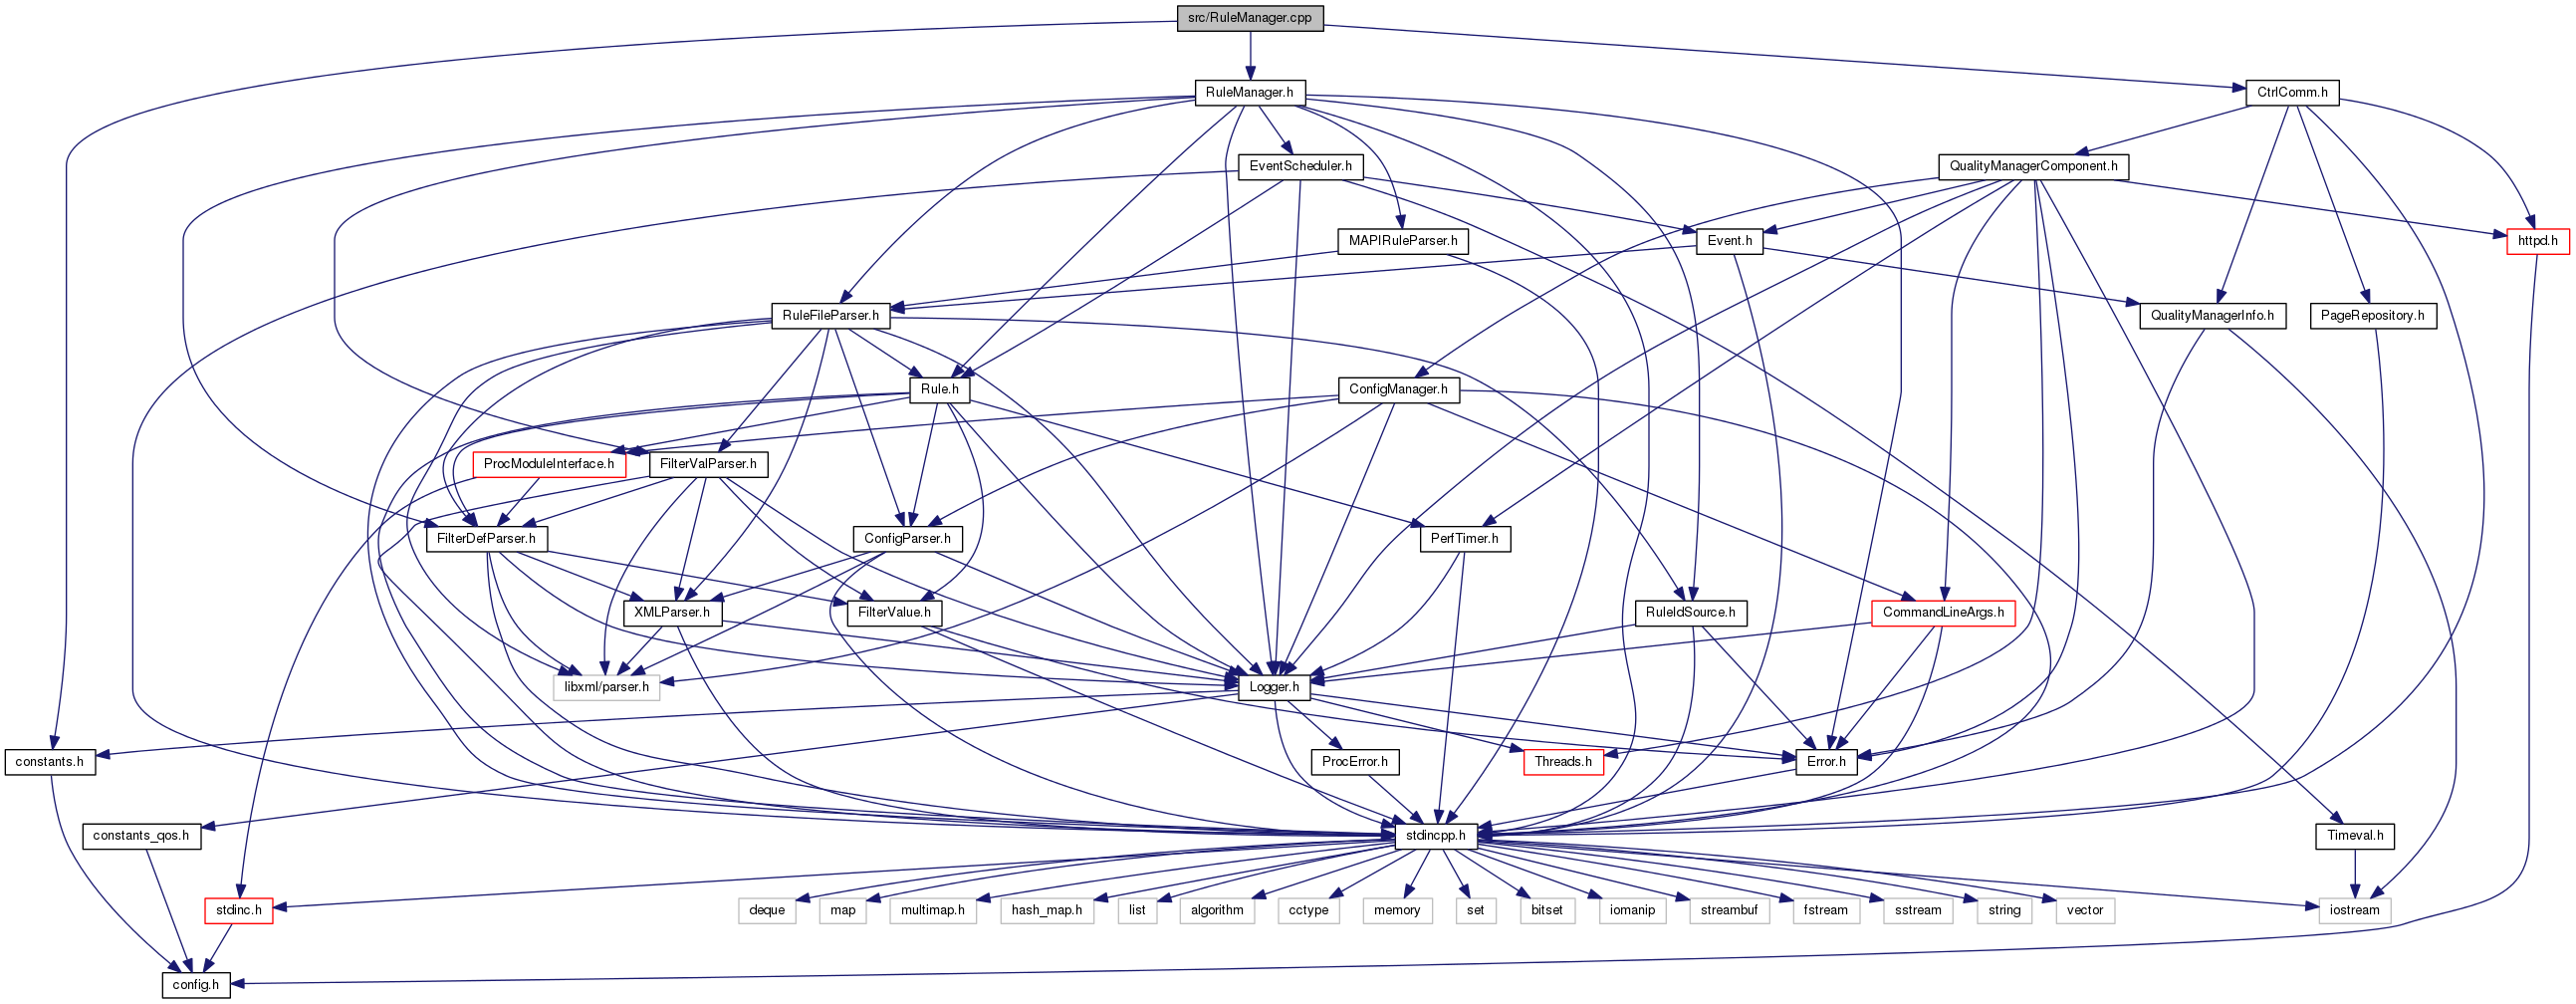 src/RuleManager.cpp
RuleManager.h
CtrlComm.h
EventScheduler.h
QualityManagerComponent.h
MAPIRuleParser.h
Event.h
httpd.h
RuleFileParser.h
QualityManagerInfo.h
PageRepository.h
Rule.h
ConfigManager.h
ProcModuleInterface.h
FilterValParser.h
FilterDefParser.h
ConfigParser.h
PerfTimer.h
XMLParser.h
FilterValue.h
RuleIdSource.h
CommandLineArgs.h
libxml/parser.h
Logger.h
constants.h
ProcError.h
Threads.h
Error.h
constants_qos.h
stdincpp.h
Timeval.h
stdinc.h
deque
map
multimap.h
hash_map.h
list
algorithm
cctype
memory
set
bitset
iomanip
streambuf
fstream
sstream
string
vector
iostream
config.h